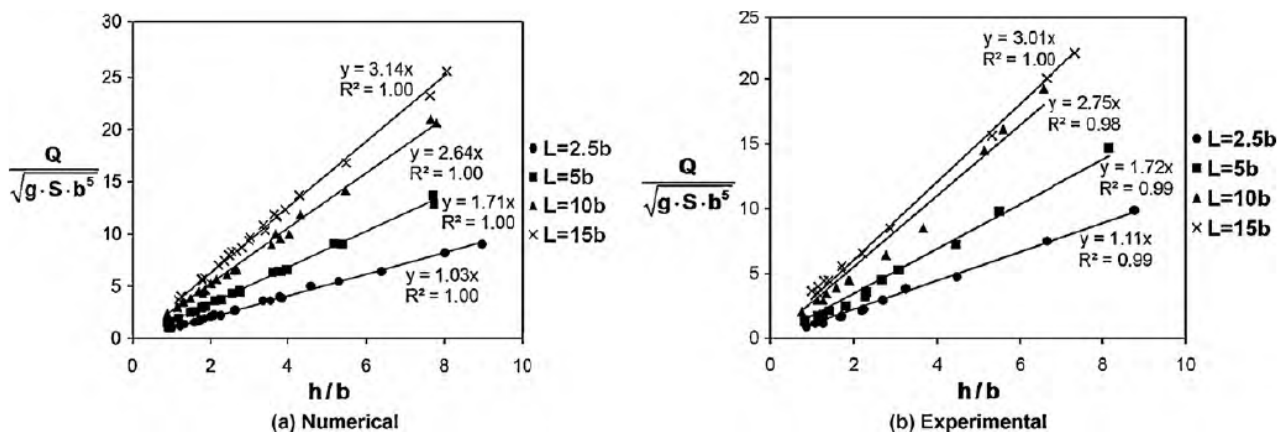 30
25
20
15
10
5
0
Q
√g·S·b⁵
y = 3.14x
R² = 1.00
y = 2.64x
R² = 1.00
y = 1.71x
R² = 1.00
y = 1.03x
R² = 1.00
L=2.5b
L=5b
L=10b
L=15b
0 2 4 6 8 10
h/b
(a) Numerical
25
20
15
10
5
0
Q
√g·S·b⁵
y = 3.01x
R² = 1.00
y = 2.75x
R² = 0.98
y = 1.72x
R² = 0.99
y = 1.11x
R² = 0.99
L=2.5b
L=5b
L=10b
L=15b
0 2 4 6 8 10
h/b
(b) Experimental